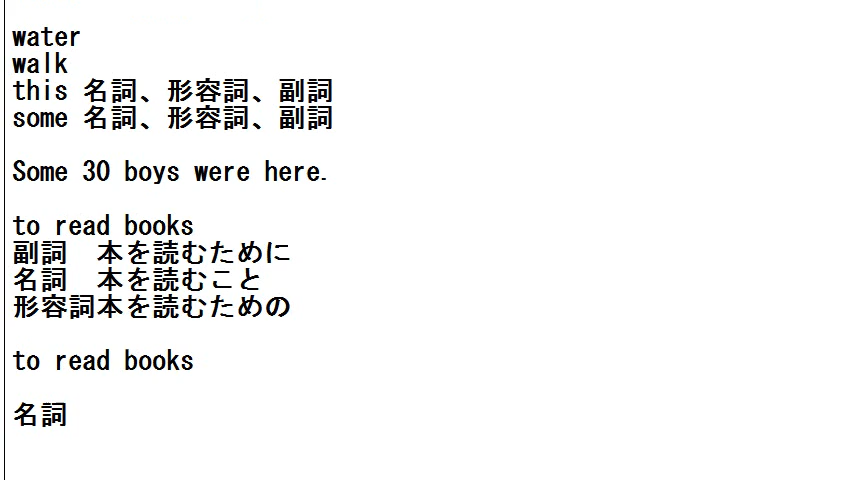 water
walk
this 名詞、形容詞、副詞
some 名詞、形容詞、副詞
Some 30 boys were here.
to read books
副詞　本を読むために
名詞　本を読むこと
形容詞本を読むための
to read books
名詞